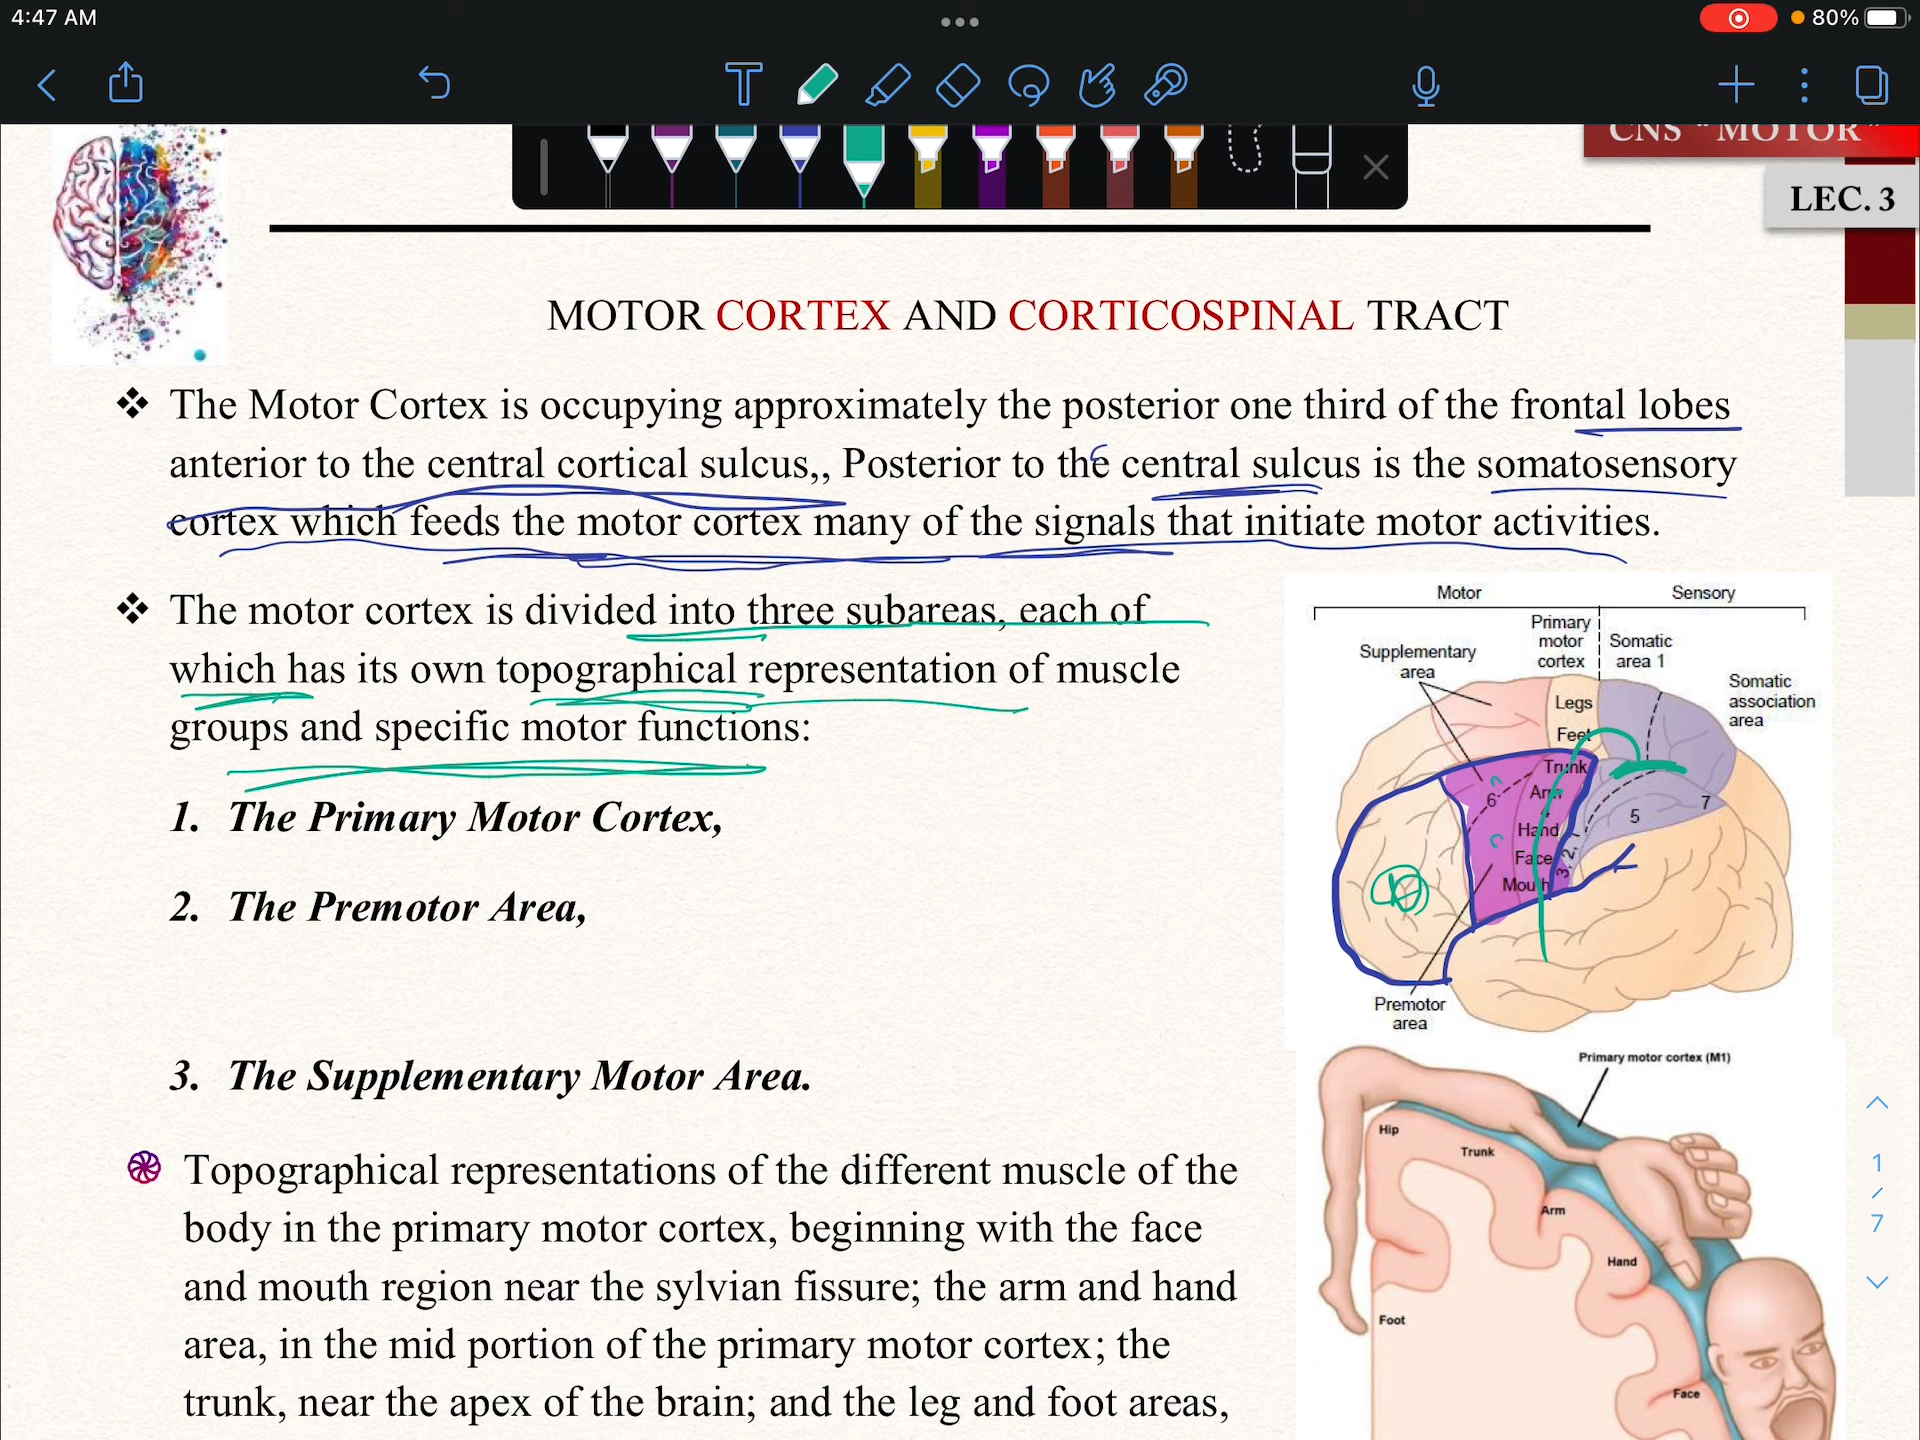 4:47 AM
80%
CNS "MOTOR"
LEC. 3
MOTOR CORTEX AND CORTICOSPINAL TRACT
❖ The Motor Cortex is occupying approximately the posterior one third of the frontal lobes
anterior to the central cortical sulcus,, Posterior to the central sulcus is the somatosensory
cortex which feeds the motor cortex many of the signals that initiate motor activities.
❖ The motor cortex is divided into three subareas, each of
which has its own topographical representation of muscle
groups and specific motor functions:
1. The Primary Motor Cortex,
2. The Premotor Area,
3. The Supplementary Motor Area.
Topographical representations of the different muscle of the
body in the primary motor cortex, beginning with the face
and mouth region near the sylvian fissure; the arm and hand
area, in the mid portion of the primary motor cortex; the
trunk, near the apex of the brain; and the leg and foot areas,
Motor
Sensory
Primary
motor
cortex
Somatic
area 1
Supplementary
area
Somatic
association
area
Legs
Feet
Trunk
Arm
4
Hand
Face
Mouth
6
3, 2, 1
5
7
Premotor
area
Primary motor cortex (M1)
Hip
Trunk
Arm
Hand
Foot
Face
1
/
7